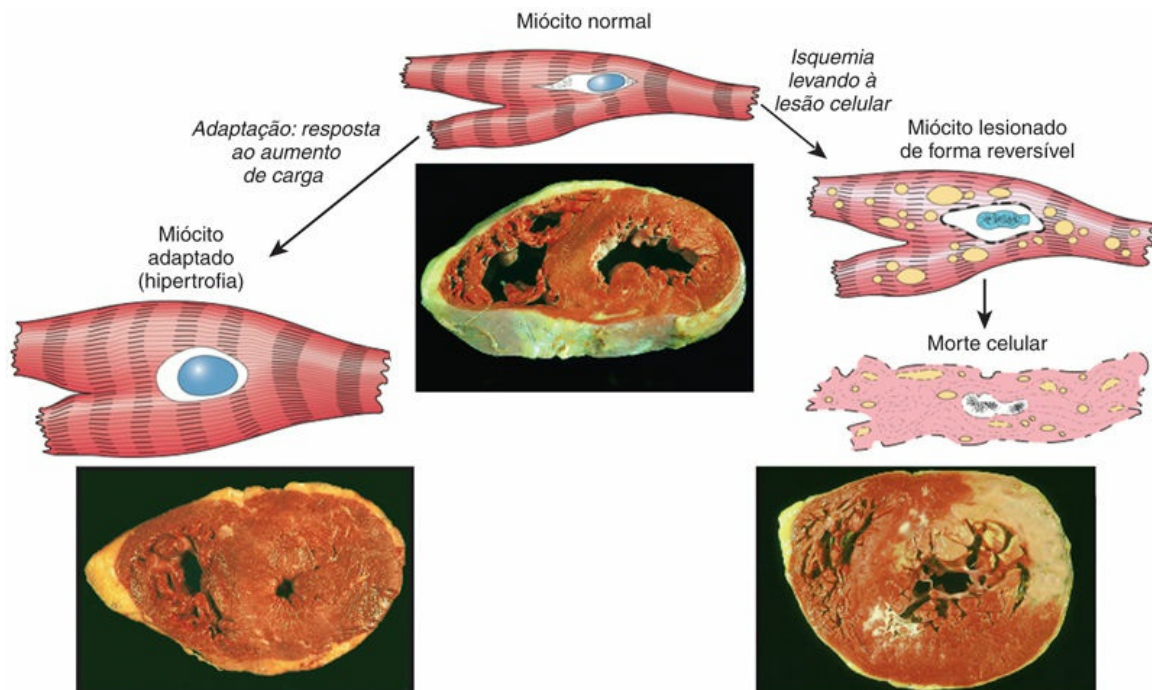 Miócito normal
Adaptação: resposta
ao aumento
de carga
Isquemia
levando à
lesão celular
Miócito lesionado
de forma reversível
Miócito
adaptado
(hipertrofia)
Morte celular